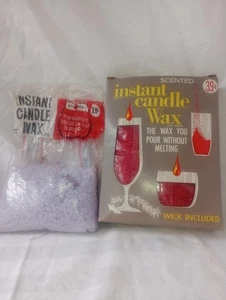 INSTANT
CANDLE
WAX
SCENTED
39¢
instant
candle
Wax
THE WAX YOU
POUR WITHOUT
MELTING
WICK INCLUDED